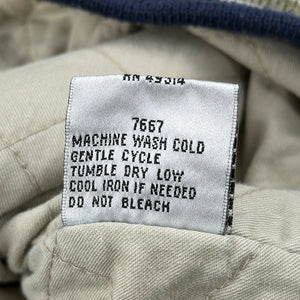 RN 49314
7667
MACHINE WASH COLD
GENTLE CYCLE
TUMBLE DRY LOW
COOL IRON IF NEEDED
DO NOT BLEACH